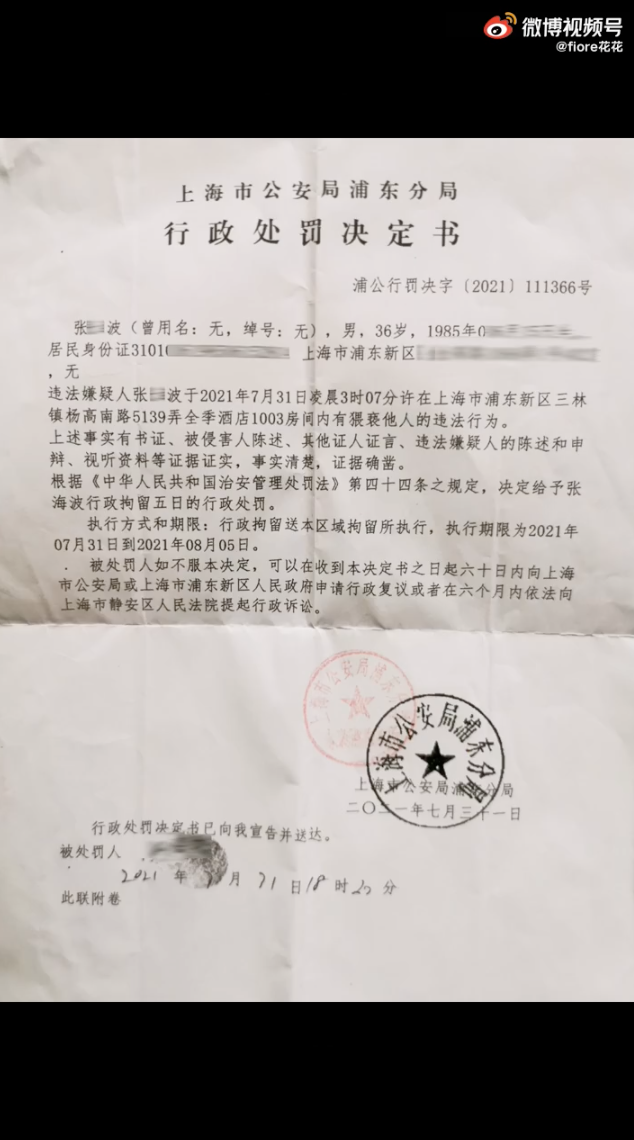 微博视频号
@fiore花花
上海市公安局浦东分局
行政处罚决定书
浦公行罚决字〔2021〕111366号
张 波（曾用名：无，绰号：无），男，36岁，1985年0
居民身份证3101 上海市浦东新区
，无
违法嫌疑人张 波于2021年7月31日凌晨3时07分许在上海市浦东新区三林
镇杨高南路5139弄全季酒店1003房间内有猥亵他人的违法行为。
上述事实有书证、被侵害人陈述、其他证人证言、违法嫌疑人的陈述和申
辩、视听资料等证据证实，事实清楚，证据确凿。
根据《中华人民共和国治安管理处罚法》第四十四条之规定，决定给予张
海波行政拘留五日的行政处罚。
执行方式和期限：行政拘留送本区域拘留所执行，执行期限为2021年
07月31日到2021年08月05日。
被处罚人如不服本决定，可以在收到本决定书之日起六十日内向上海
市公安局或上海市浦东新区人民政府申请行政复议或者在六个月内依法向
上海市静安区人民法院提起行政诉讼。
上海市公安局浦东
上海市公安局浦东分局
上海市公安局浦东分局
二〇二一年七月三十一日
行政处罚决定书已向我宣告并送达。
被处罚人
2021 年 月 31 日 18 时 20 分
此联附卷